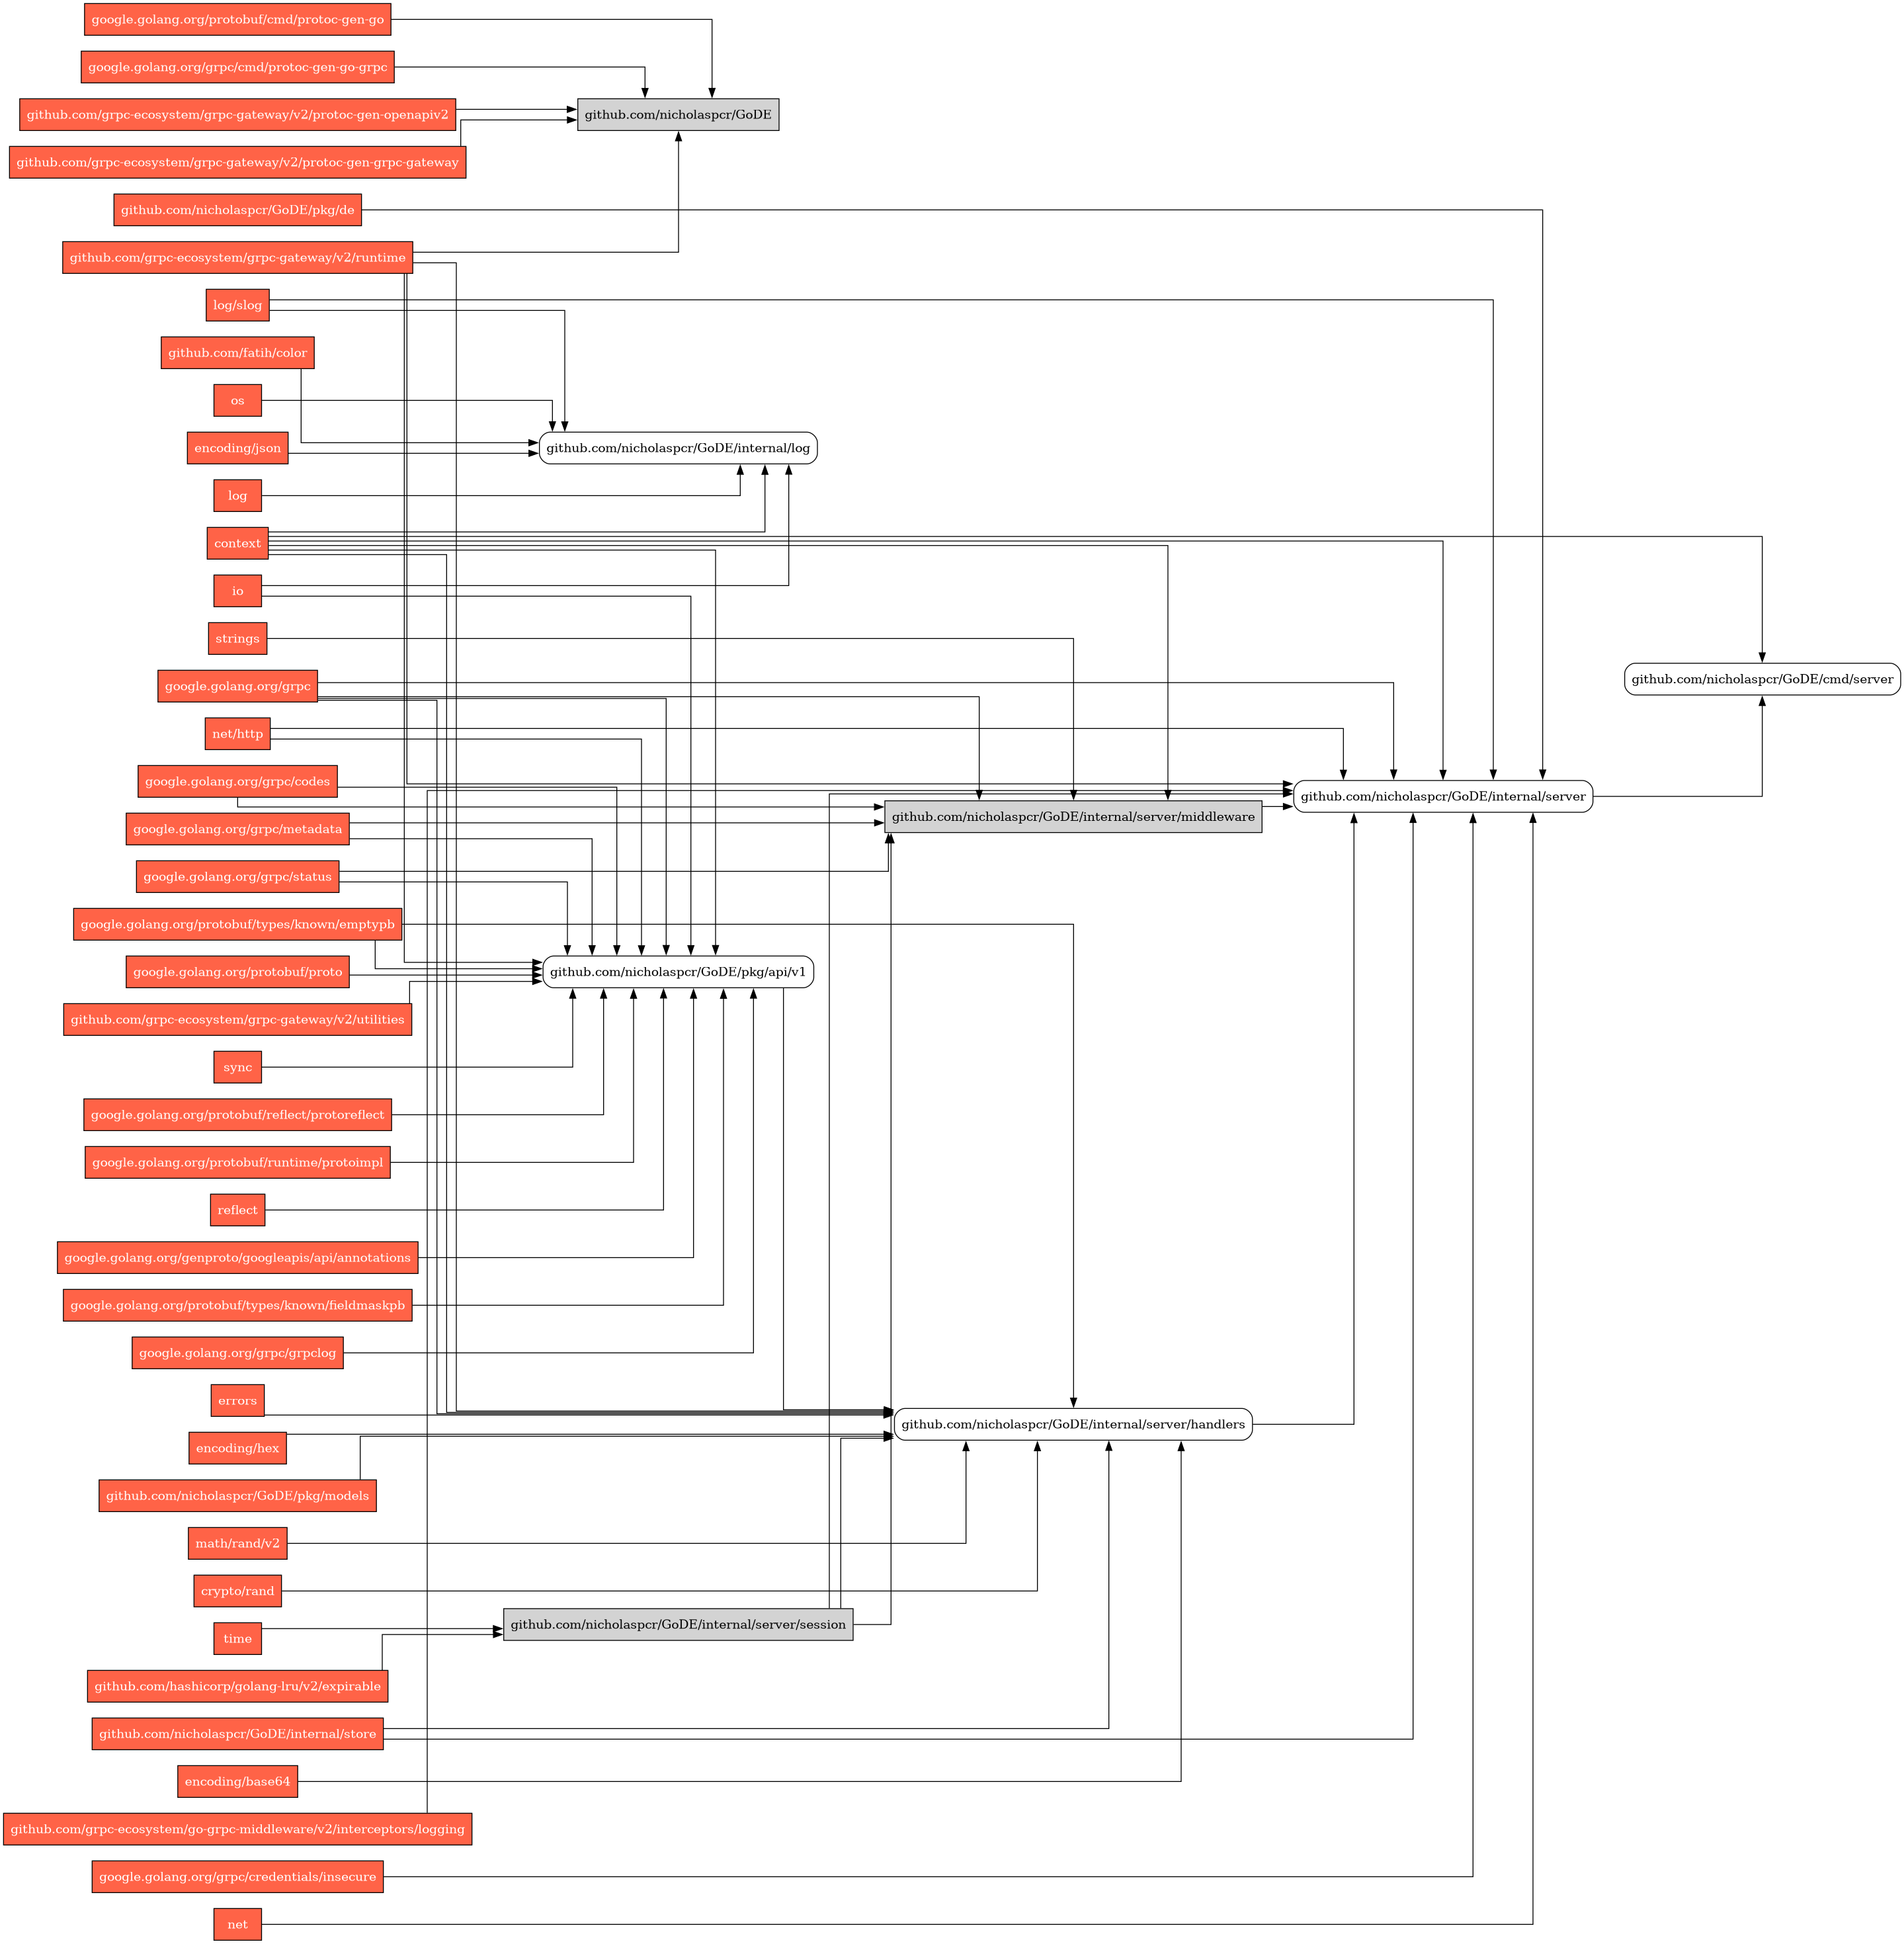 google.golang.org/protobuf/cmd/protoc-gen-go
google.golang.org/grpc/cmd/protoc-gen-go-grpc
github.com/grpc-ecosystem/grpc-gateway/v2/protoc-gen-openapiv2
github.com/nicholaspcr/GoDE
github.com/grpc-ecosystem/grpc-gateway/v2/protoc-gen-grpc-gateway
github.com/nicholaspcr/GoDE/pkg/de
github.com/grpc-ecosystem/grpc-gateway/v2/runtime
log/slog
github.com/fatih/color
os
encoding/json
github.com/nicholaspcr/GoDE/internal/log
log
context
io
strings
google.golang.org/grpc
github.com/nicholaspcr/GoDE/cmd/server
net/http
google.golang.org/grpc/codes
github.com/nicholaspcr/GoDE/internal/server
github.com/nicholaspcr/GoDE/internal/server/middleware
google.golang.org/grpc/metadata
google.golang.org/grpc/status
google.golang.org/protobuf/types/known/emptypb
google.golang.org/protobuf/proto
github.com/nicholaspcr/GoDE/pkg/api/v1
github.com/grpc-ecosystem/grpc-gateway/v2/utilities
sync
google.golang.org/protobuf/reflect/protoreflect
google.golang.org/protobuf/runtime/protoimpl
reflect
google.golang.org/genproto/googleapis/api/annotations
google.golang.org/protobuf/types/known/fieldmaskpb
google.golang.org/grpc/grpclog
errors
github.com/nicholaspcr/GoDE/internal/server/handlers
encoding/hex
github.com/nicholaspcr/GoDE/pkg/models
math/rand/v2
crypto/rand
github.com/nicholaspcr/GoDE/internal/server/session
time
github.com/hashicorp/golang-lru/v2/expirable
github.com/nicholaspcr/GoDE/internal/store
encoding/base64
github.com/grpc-ecosystem/go-grpc-middleware/v2/interceptors/logging
google.golang.org/grpc/credentials/insecure
net